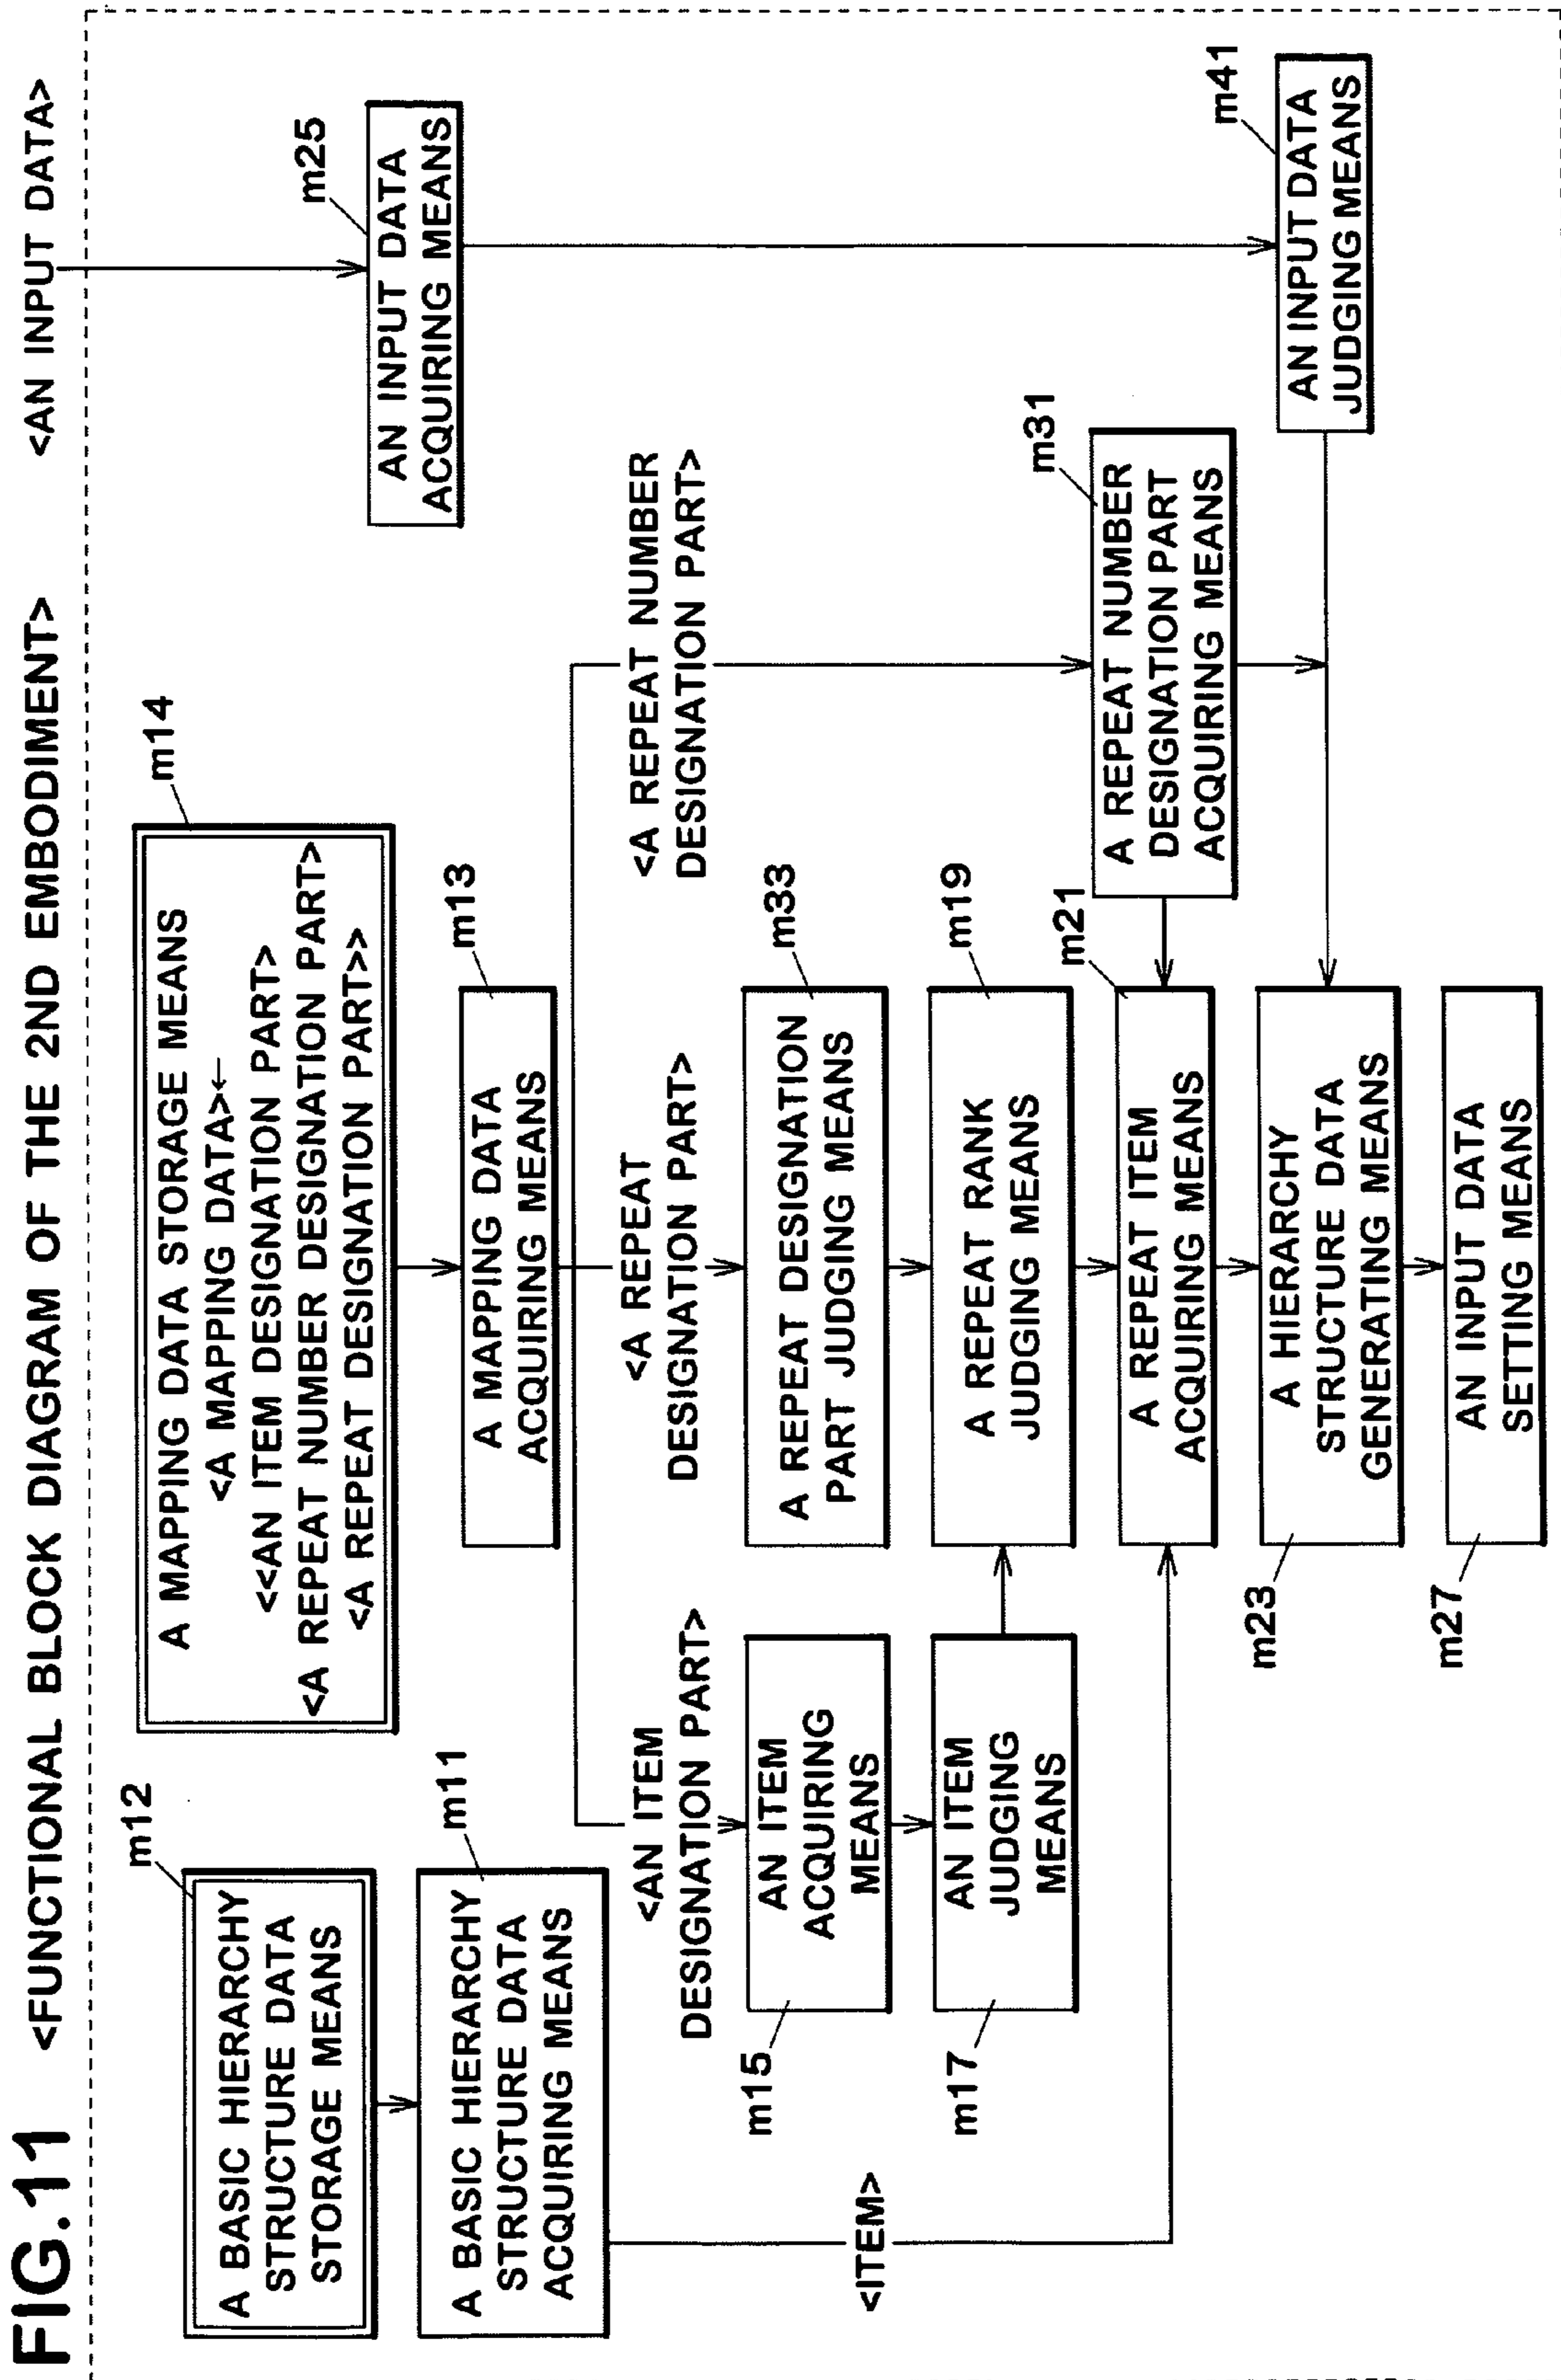 FIG.11
<FUNCTIONAL BLOCK DIAGRAM OF THE 2ND EMBODIMENT>
<AN INPUT DATA>
m12
A BASIC HIERARCHY
STRUCTURE DATA
STORAGE MEANS
m14
A MAPPING DATA STORAGE MEANS
<A MAPPING DATA>←
<<AN ITEM DESIGNATION PART>
<A REPEAT NUMBER DESIGNATION PART>
<A REPEAT DESIGNATION PART>>
m25
AN INPUT DATA
ACQUIRING MEANS
m11
A BASIC HIERARCHY
STRUCTURE DATA
ACQUIRING MEANS
m13
A MAPPING DATA
ACQUIRING MEANS
<AN ITEM
DESIGNATION PART>
<A REPEAT
DESIGNATION PART>
<A REPEAT NUMBER
DESIGNATION PART>
m15
AN ITEM
ACQUIRING
MEANS
m33
A REPEAT DESIGNATION
PART JUDGING MEANS
<ITEM>
m17
AN ITEM
JUDGING
MEANS
m19
A REPEAT RANK
JUDGING MEANS
m31
A REPEAT NUMBER
DESIGNATION PART
ACQUIRING MEANS
m21
A REPEAT ITEM
ACQUIRING MEANS
m41
AN INPUT DATA
JUDGING MEANS
m23
A HIERARCHY
STRUCTURE DATA
GENERATING MEANS
m27
AN INPUT DATA
SETTING MEANS